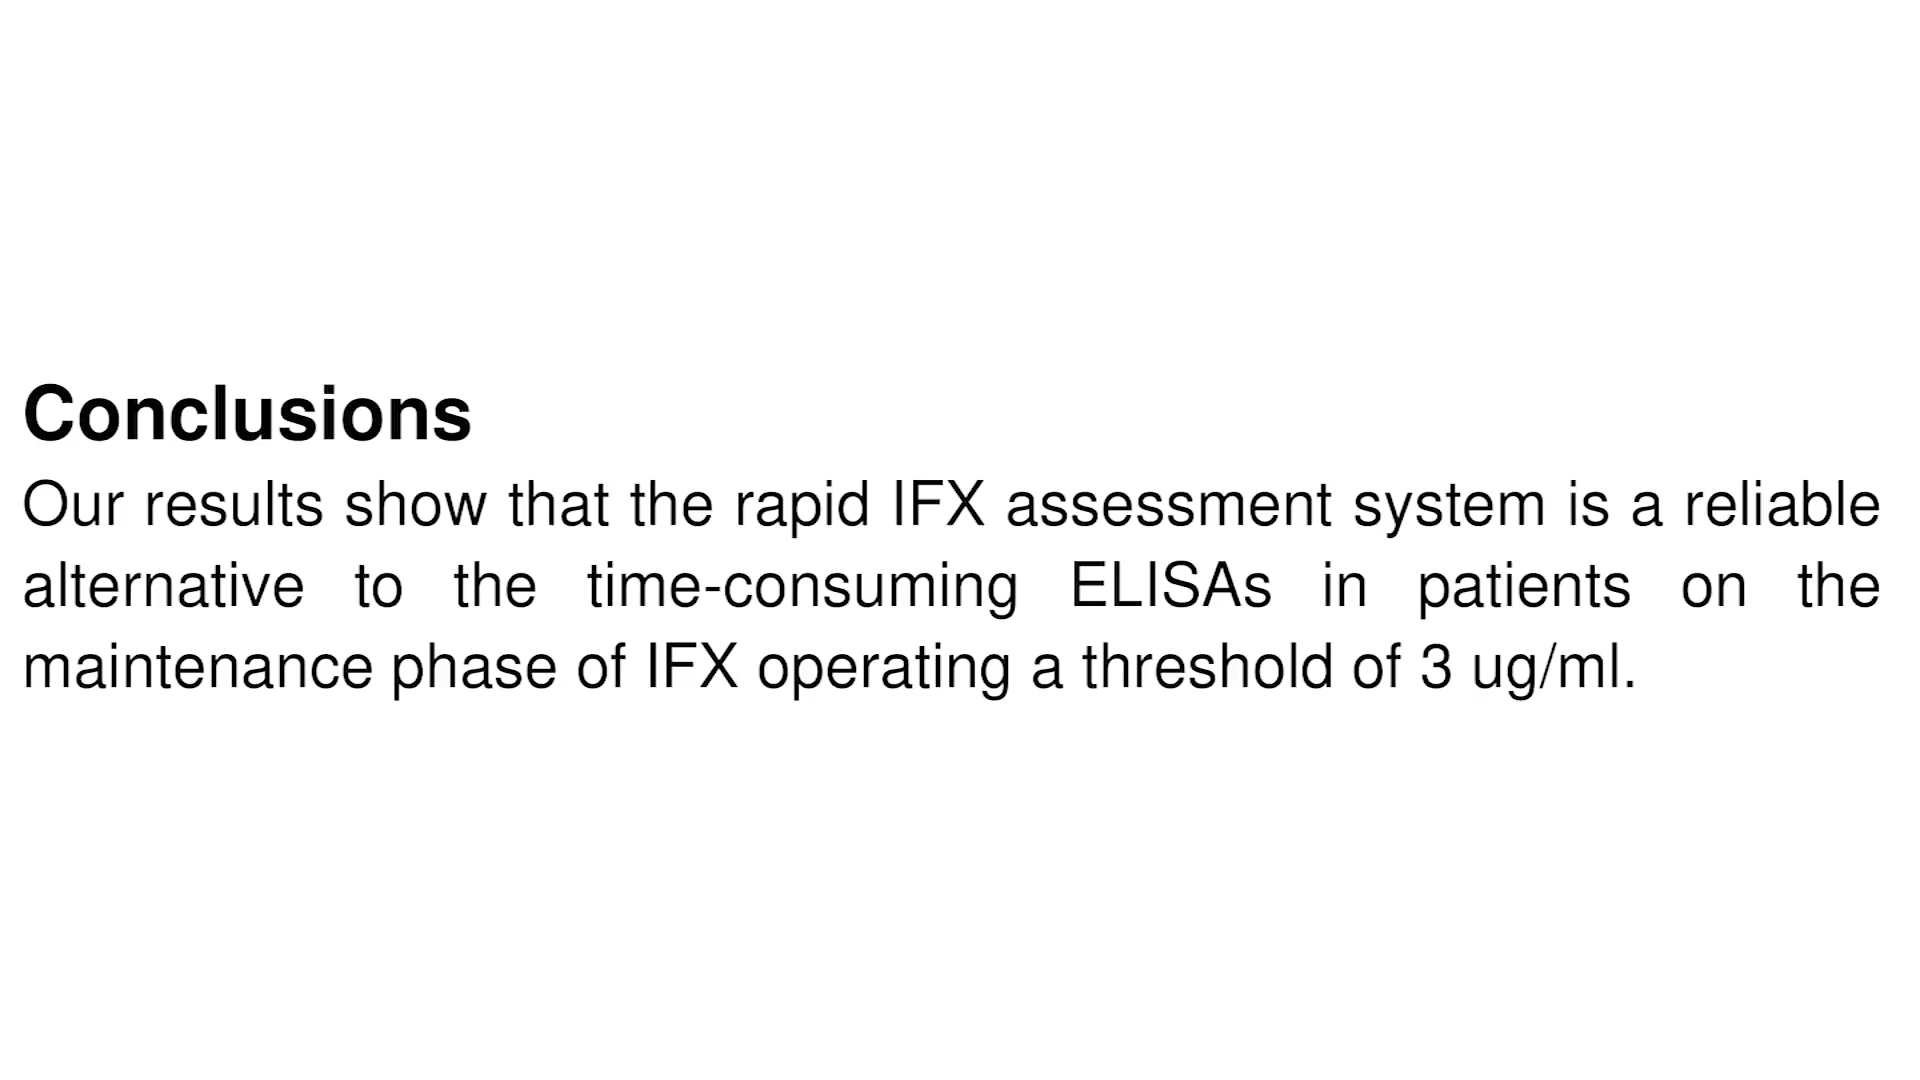 Conclusions
Our results show that the rapid IFX assessment system is a reliable
alternative to the time-consuming ELISAs in patients on the
maintenance phase of IFX operating a threshold of 3 ug/ml.